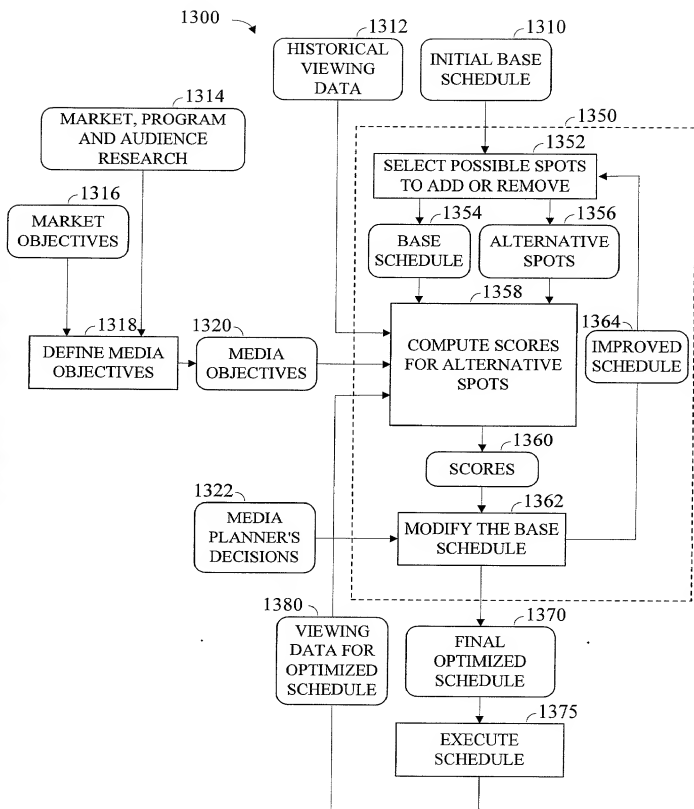 1300
1312
HISTORICAL
VIEWING
DATA
1310
INITIAL BASE
SCHEDULE
1314
MARKET, PROGRAM
AND AUDIENCE
RESEARCH
1350
1352
SELECT POSSIBLE SPOTS
TO ADD OR REMOVE
1316
MARKET
OBJECTIVES
1354
BASE
SCHEDULE
1356
ALTERNATIVE
SPOTS
1358
COMPUTE SCORES
FOR ALTERNATIVE
SPOTS
1364
IMPROVED
SCHEDULE
1318
DEFINE MEDIA
OBJECTIVES
1320
MEDIA
OBJECTIVES
1360
SCORES
1322
MEDIA
PLANNER'S
DECISIONS
1362
MODIFY THE BASE
SCHEDULE
1380
VIEWING
DATA FOR
OPTIMIZED
SCHEDULE
1370
FINAL
OPTIMIZED
SCHEDULE
1375
EXECUTE
SCHEDULE